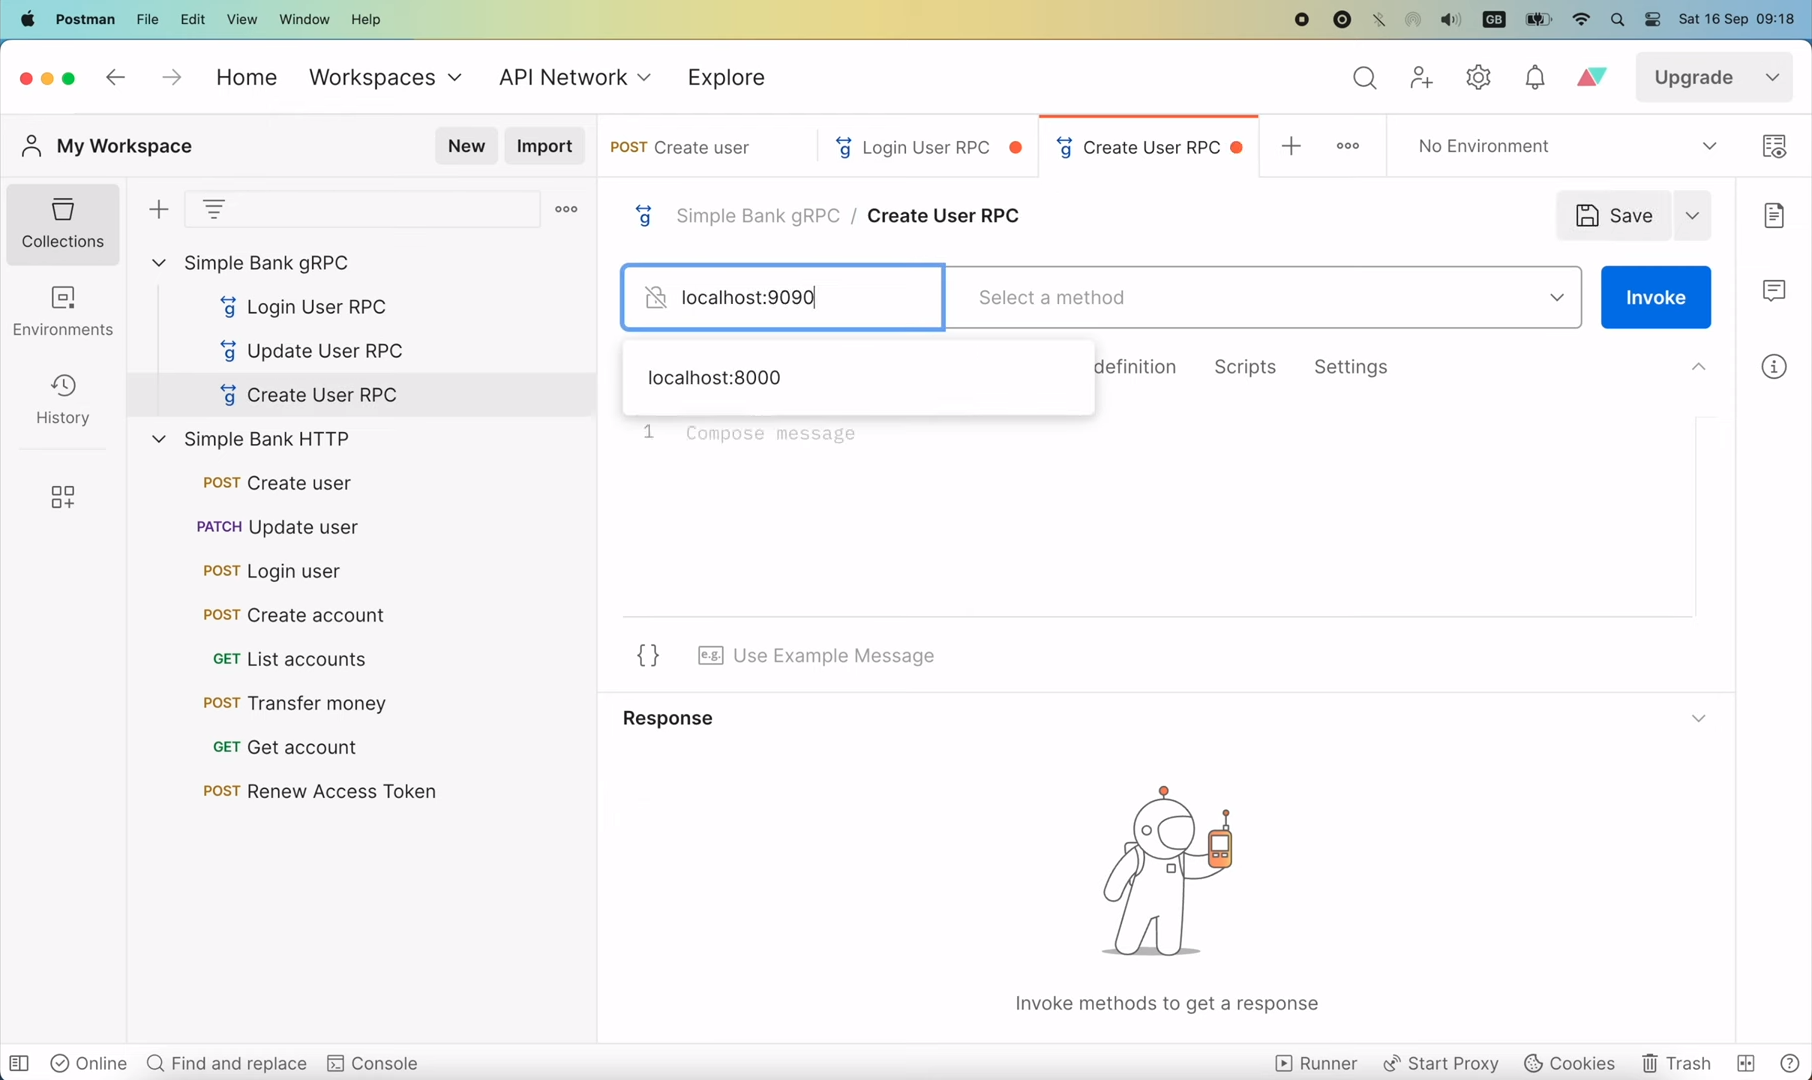 Postman File Edit View Window Help
GB
Sat 16 Sep 09:18
Home Workspaces API Network Explore
Upgrade
My Workspace
New Import
POST Create user
Login User RPC
Create User RPC
No Environment
Collections
Environments
History
Simple Bank gRPC
Login User RPC
Update User RPC
Create User RPC
Simple Bank HTTP
POST Create user
PATCH Update user
POST Login user
POST Create account
GET List accounts
POST Transfer money
GET Get account
POST Renew Access Token
Simple Bank gRPC / Create User RPC
Save
localhost:9090
Select a method
Invoke
localhost:8000
definition Scripts Settings
1 Compose message
{} e.g. Use Example Message
Response
Invoke methods to get a response
Online Find and replace Console
Runner Start Proxy Cookies Trash